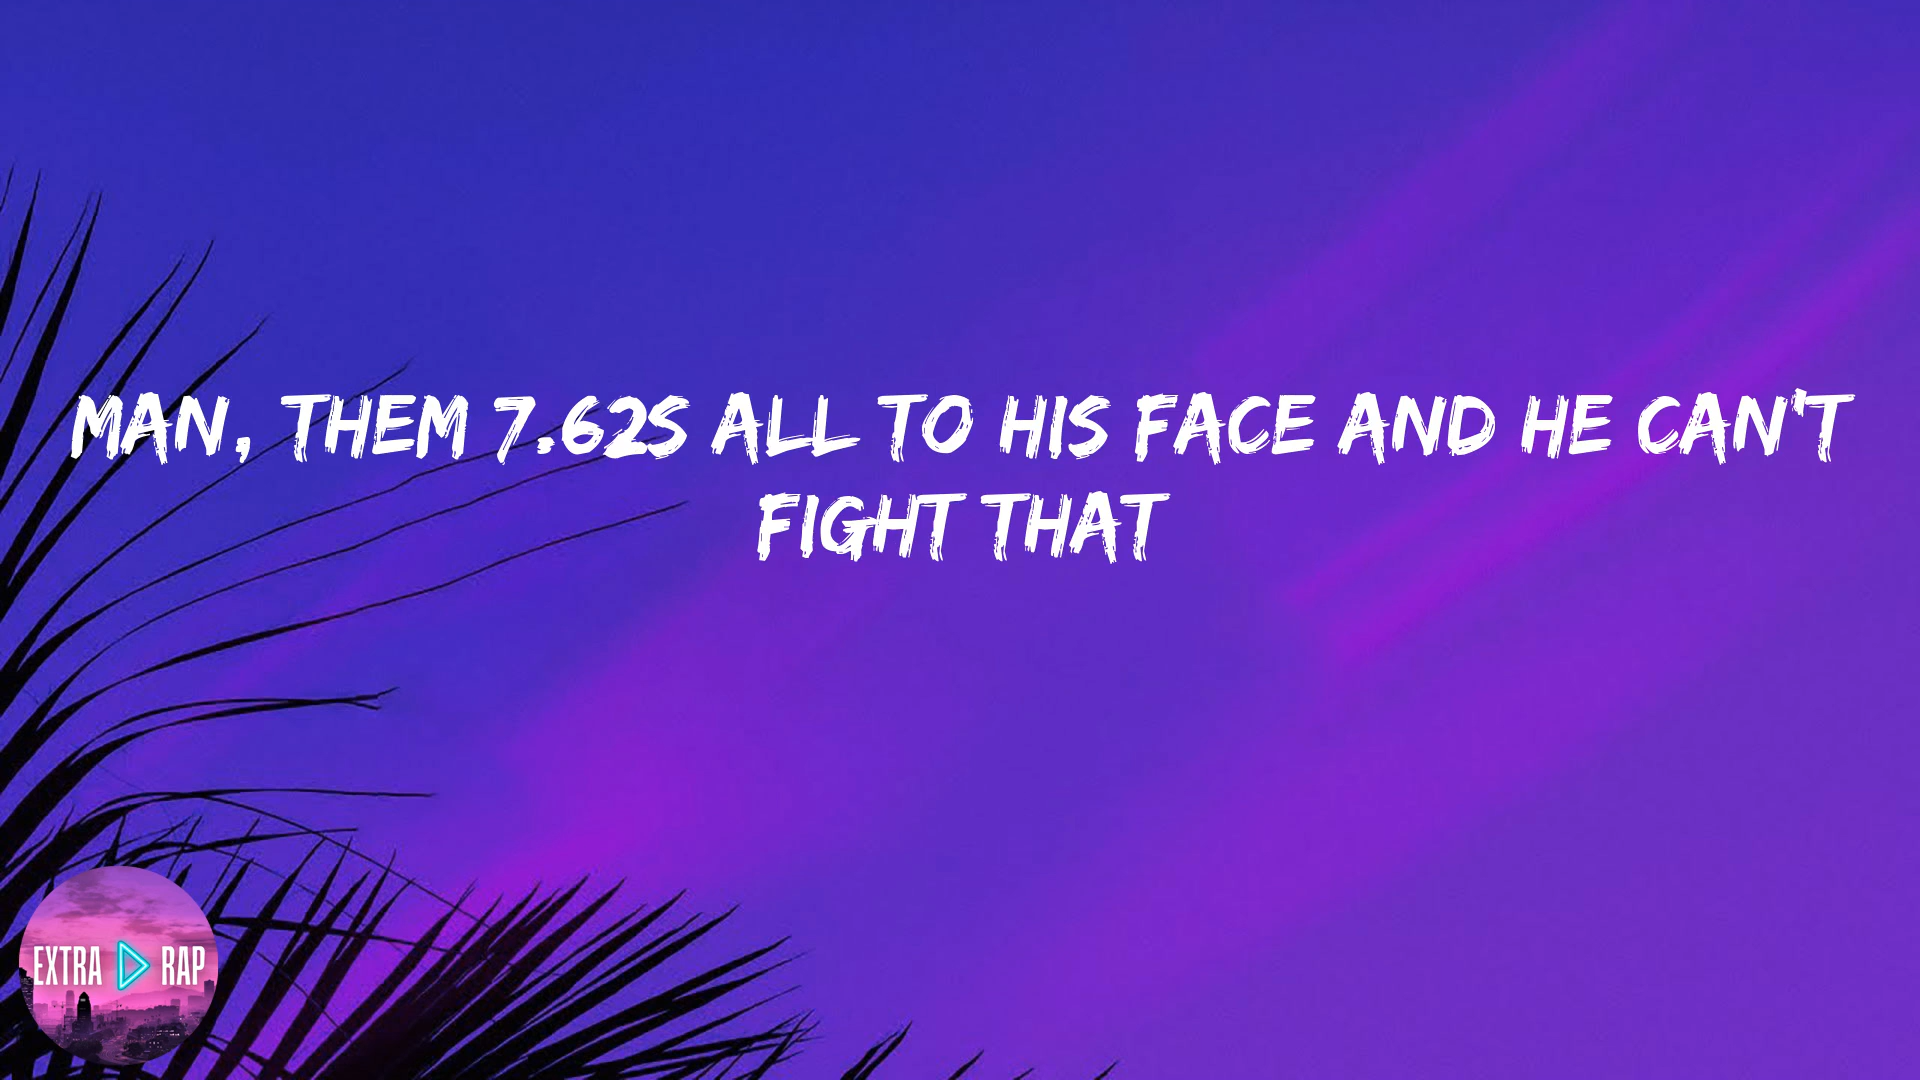 MAN, THEM 7.62S ALL TO HIS FACE AND HE CAN'T
FIGHT THAT
EXTRA RAP